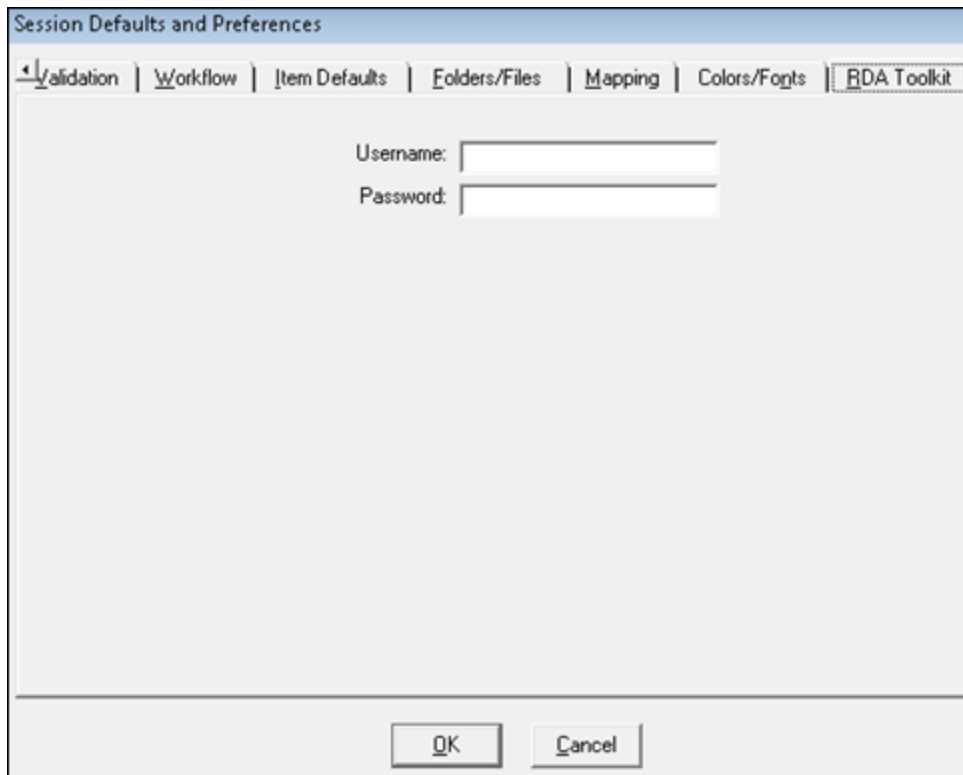 Session Defaults and Preferences
Validation Workflow Item Defaults Folders/Files Mapping Colors/Fonts RDA Toolkit
Username:
Password:
OK Cancel